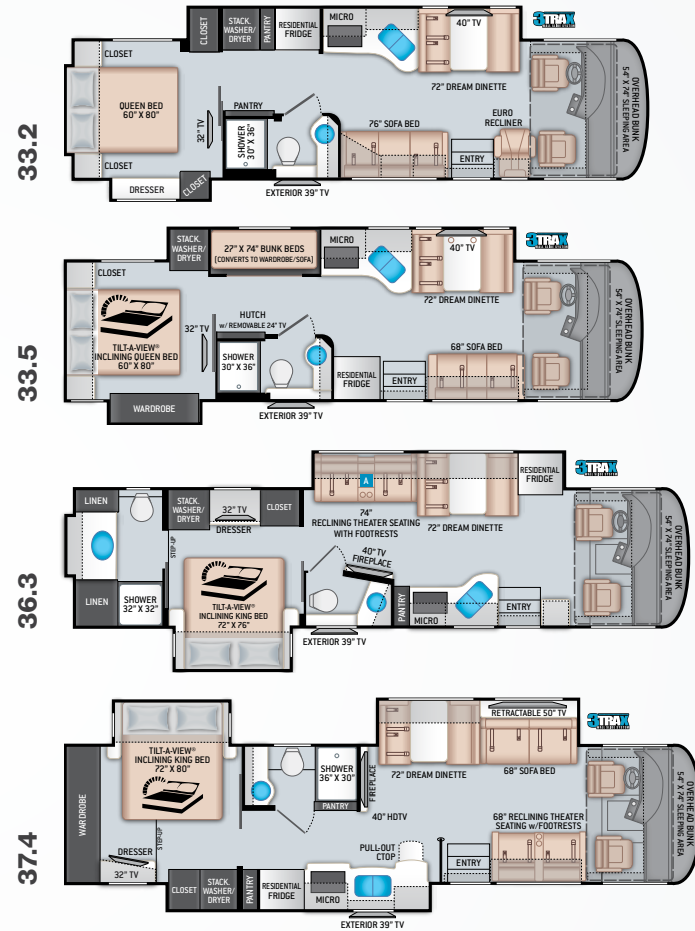 33.2
CLOSET
CLOSET
STACK.
WASHER/
DRYER
PANTRY
RESIDENTIAL
FRIDGE
MICRO
40" TV
72" DREAM DINETTE
3TRAX
OVERHEAD BUNK
54" X 74" SLEEPING AREA
QUEEN BED
60" X 80"
32" TV
PANTRY
SHOWER
30" X 36"
76" SOFA BED
EURO
RECLINER
ENTRY
CLOSET
DRESSER
CLOSET
EXTERIOR 39" TV
33.5
CLOSET
STACK.
WASHER/
DRYER
27" X 74" BUNK BEDS
(CONVERTS TO WARDROBE/SOFA)
MICRO
40" TV
72" DREAM DINETTE
3TRAX
OVERHEAD BUNK
54" X 74" SLEEPING AREA
TILT-A-VIEW®
INCLINING QUEEN BED
60" X 80"
32" TV
HUTCH
w/ REMOVABLE 24" TV
SHOWER
30" X 36"
RESIDENTIAL
FRIDGE
ENTRY
68" SOFA BED
WARDROBE
EXTERIOR 39" TV
36.3
LINEN
STACK.
WASHER/
DRYER
32" TV
DRESSER
CLOSET
A
74"
RECLINING THEATER SEATING
WITH FOOTRESTS
72" DREAM DINETTE
RESIDENTIAL
FRIDGE
3TRAX
OVERHEAD BUNK
54" X 74" SLEEPING AREA
STEP-UP
LINEN
SHOWER
32" X 32"
TILT-A-VIEW®
INCLINING KING BED
72" X 76"
40" TV
FIREPLACE
PANTRY
MICRO
ENTRY
EXTERIOR 39" TV
37.4
WARDROBE
TILT-A-VIEW®
INCLINING KING BED
72" X 80"
STEP-UP
DRESSER
32" TV
SHOWER
36" X 30"
PANTRY
FIREPLACE
40" HDTV
72" DREAM DINETTE
RETRACTABLE 50" TV
68" SOFA BED
3TRAX
OVERHEAD BUNK
54" X 74" SLEEPING AREA
68" RECLINING THEATER
SEATING w/FOOTRESTS
PULL-OUT
CTOP
ENTRY
CLOSET
STACK.
WASHER/
DRYER
PANTRY
RESIDENTIAL
FRIDGE
MICRO
EXTERIOR 39" TV